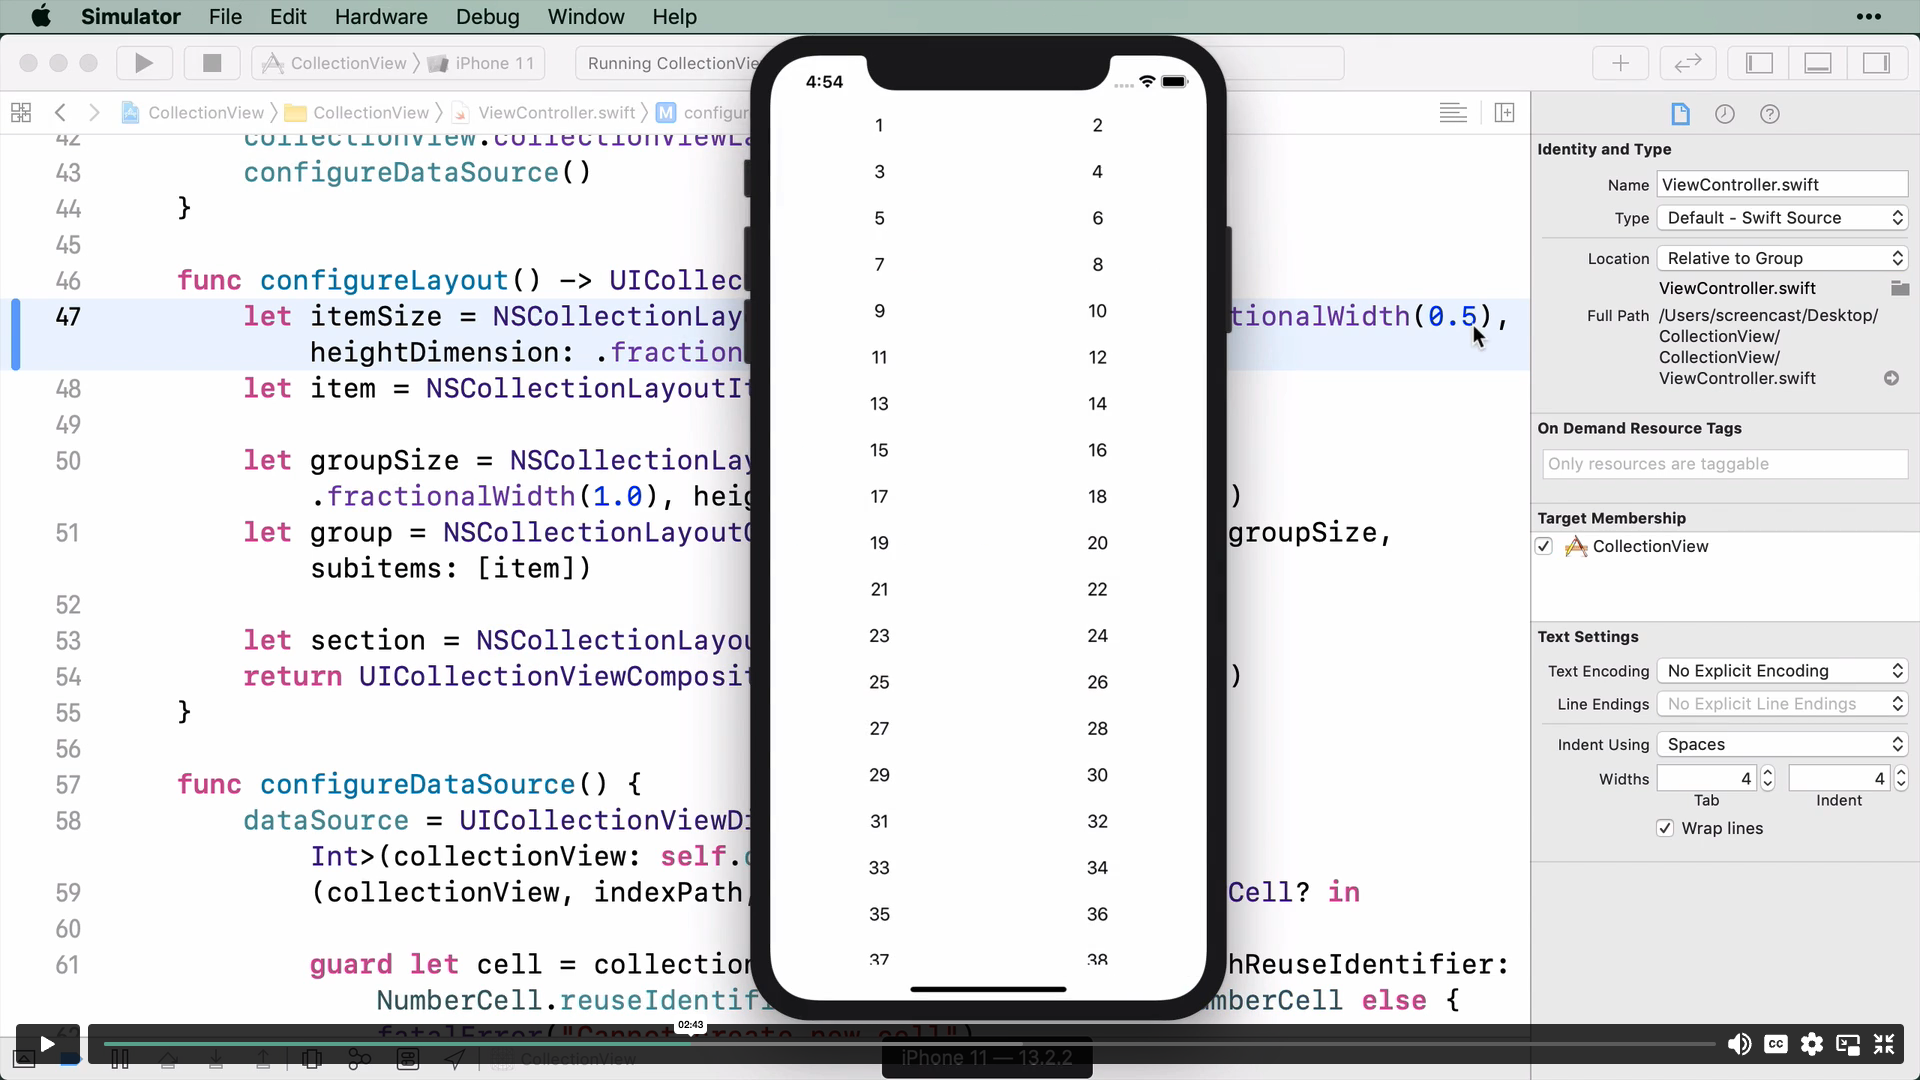 Simulator File Edit Hardware Debug Window Help
CollectionView iPhone 11 Running CollectionVie
CollectionView CollectionView ViewController.swift M configur
42 collectionView.collectionViewLa
43 configureDataSource()
44 }
45
46 func configureLayout() -> UICollec
47 let itemSize = NSCollectionLay tionalWidth(0.5),
heightDimension: .fraction
48 let item = NSCollectionLayoutIt
49
50 let groupSize = NSCollectionLay
.fractionalWidth(1.0), heig )
51 let group = NSCollectionLayoutG groupSize,
subitems: [item])
52
53 let section = NSCollectionLayou
54 return UICollectionViewComposit )
55 }
56
57 func configureDataSource() {
58 dataSource = UICollectionViewDi
Int>(collectionView: self.c
59 (collectionView, indexPath, Cell? in
60
61 guard let cell = collection hReuseIdentifier:
NumberCell.reuseIdentifi mberCell else {
fatalError("Cannot create new cell")
4:54
1 2
3 4
5 6
7 8
9 10
11 12
13 14
15 16
17 18
19 20
21 22
23 24
25 26
27 28
29 30
31 32
33 34
35 36
37 38
Identity and Type
Name ViewController.swift
Type Default - Swift Source
Location Relative to Group
ViewController.swift
Full Path /Users/screencast/Desktop/
CollectionView/
CollectionView/
ViewController.swift
On Demand Resource Tags
Only resources are taggable
Target Membership
CollectionView
Text Settings
Text Encoding No Explicit Encoding
Line Endings No Explicit Line Endings
Indent Using Spaces
Widths 4 4
Tab Indent
Wrap lines
02:43
CC
CollectionView
iPhone 11 — 13.2.2